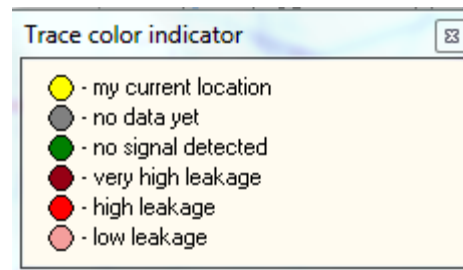 Trace color indicator
- my current location
- no data yet
- no signal detected
- very high leakage
- high leakage
- low leakage